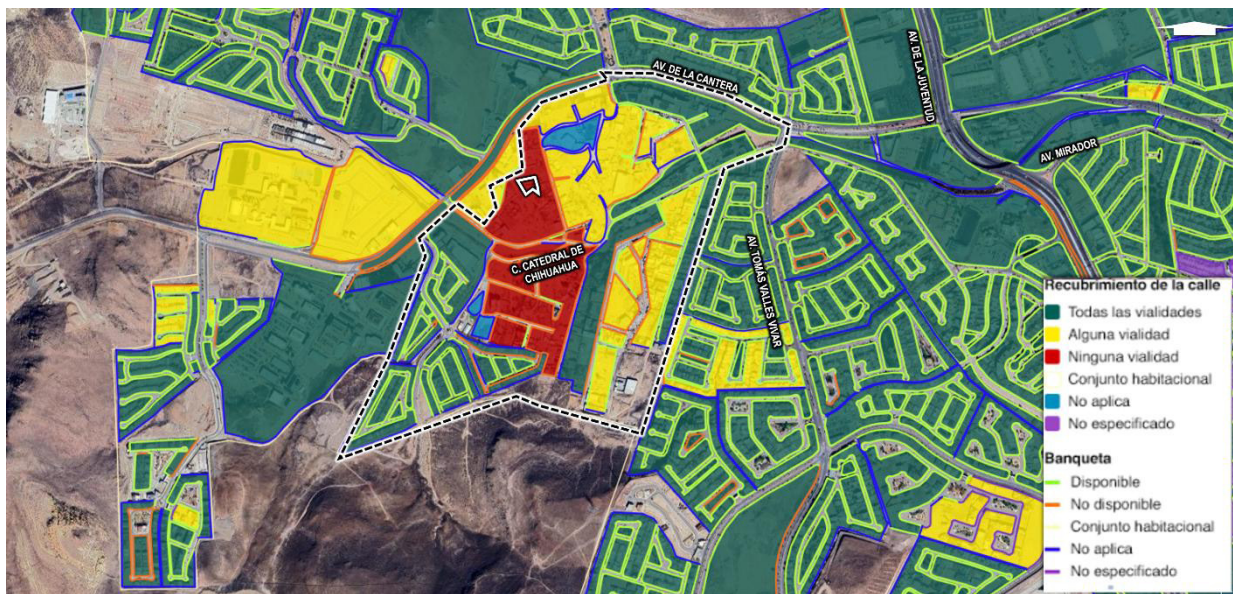 AV. DE LA CANTERA
AV. DE LA JUVENTUD
AV. MIRADOR
C. CATEDRAL DE
CHIHUAHUA
AV. TOMÁS VALLES VIVAR
Recubrimiento de la calle
Todas las vialidades
Alguna vialidad
Ninguna vialidad
Conjunto habitacional
No aplica
No especificado
Banqueta
Disponible
No disponible
Conjunto habitacional
No aplica
No especificado